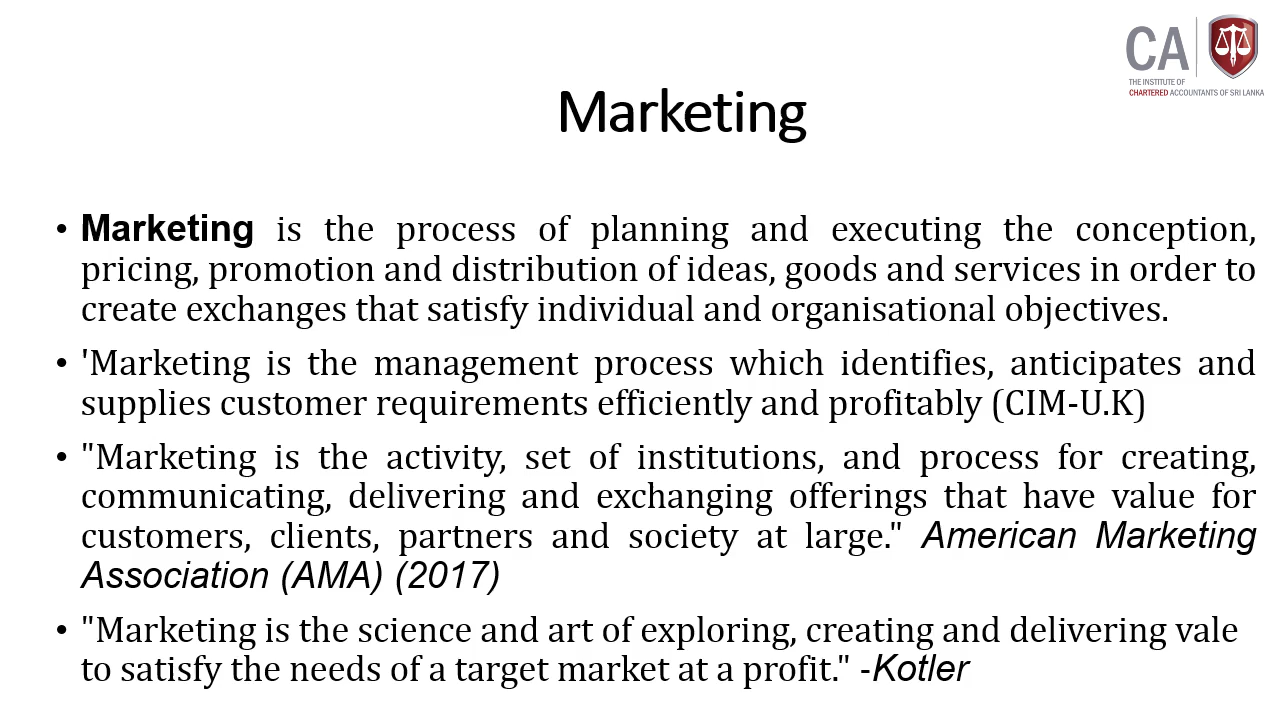 CA
THE INSTITUTE OF
CHARTERED ACCOUNTANTS OF SRI LANKA
Marketing
• Marketing is the process of planning and executing the conception,
pricing, promotion and distribution of ideas, goods and services in order to
create exchanges that satisfy individual and organisational objectives.
• 'Marketing is the management process which identifies, anticipates and
supplies customer requirements efficiently and profitably (CIM-U.K)
• "Marketing is the activity, set of institutions, and process for creating,
communicating, delivering and exchanging offerings that have value for
customers, clients, partners and society at large." American Marketing
Association (AMA) (2017)
• "Marketing is the science and art of exploring, creating and delivering vale
to satisfy the needs of a target market at a profit." -Kotler